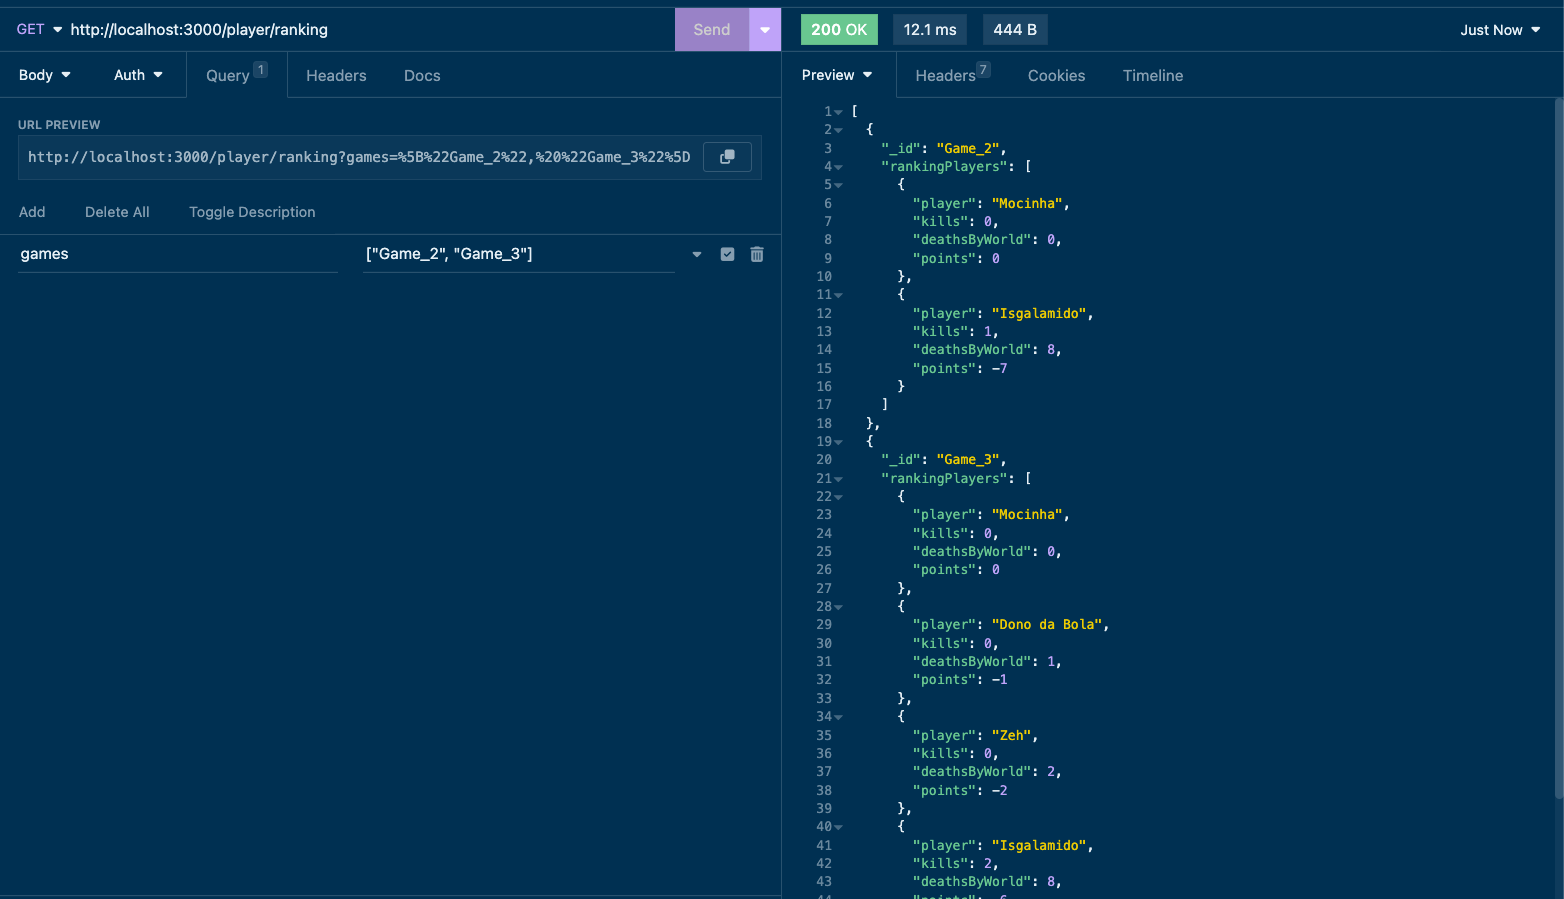 GET http://localhost:3000/player/ranking Send
Body Auth Query 1 Headers Docs
URL PREVIEW
http://localhost:3000/player/ranking?games=%5B%22Game_2%22,%20%22Game_3%22%5D
Add Delete All Toggle Description
games ["Game_2", "Game_3"]
200 OK 12.1 ms 444 B Just Now
Preview Headers 7 Cookies Timeline
1 [
2 {
3 "_id": "Game_2",
4 "rankingPlayers": [
5 {
6 "player": "Mocinha",
7 "kills": 0,
8 "deathsByWorld": 0,
9 "points": 0
10 },
11 {
12 "player": "Isgalamido",
13 "kills": 1,
14 "deathsByWorld": 8,
15 "points": -7
16 }
17 ]
18 },
19 {
20 "_id": "Game_3",
21 "rankingPlayers": [
22 {
23 "player": "Mocinha",
24 "kills": 0,
25 "deathsByWorld": 0,
26 "points": 0
27 },
28 {
29 "player": "Dono da Bola",
30 "kills": 0,
31 "deathsByWorld": 1,
32 "points": -1
33 },
34 {
35 "player": "Zeh",
36 "kills": 0,
37 "deathsByWorld": 2,
38 "points": -2
39 },
40 {
41 "player": "Isgalamido",
42 "kills": 2,
43 "deathsByWorld": 8,